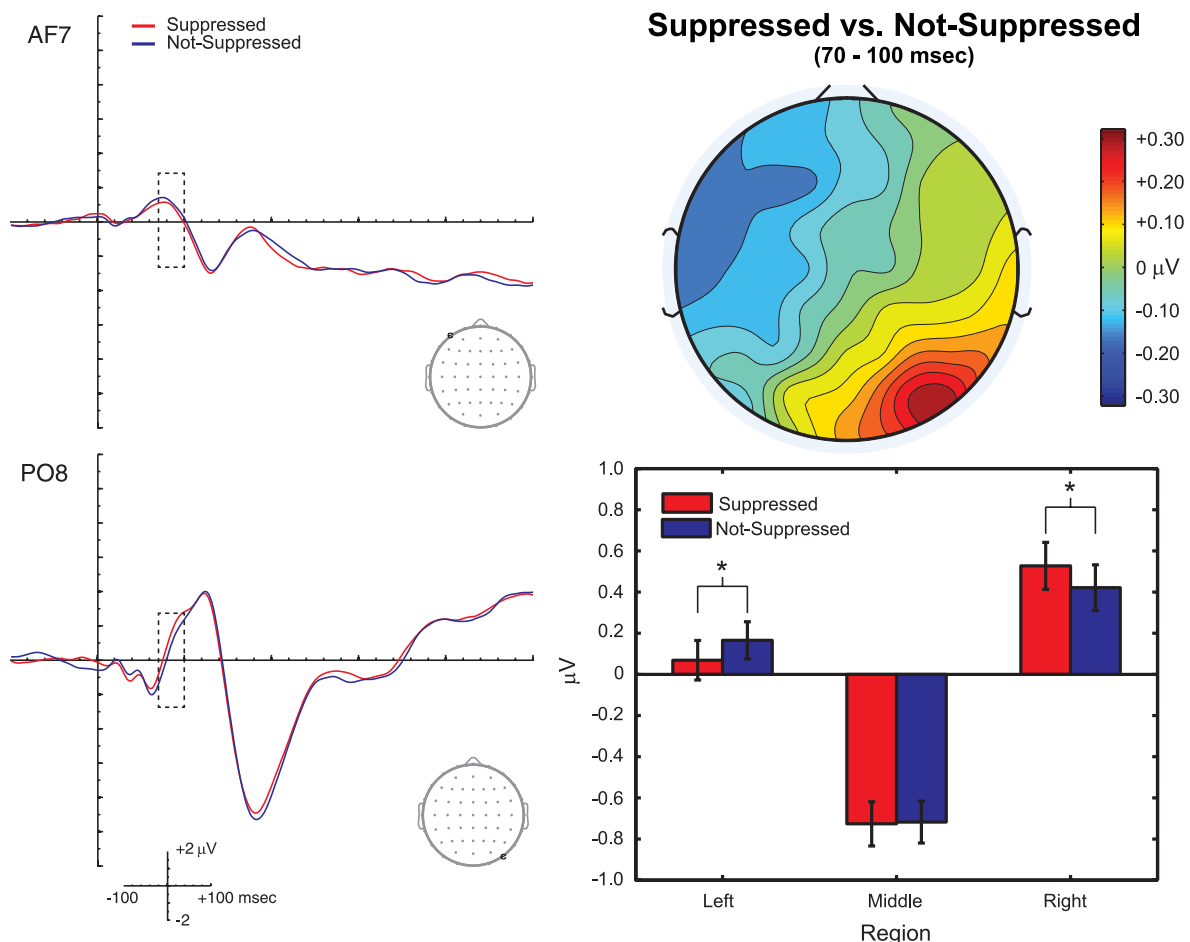 AF7
Suppressed
Not-Suppressed
PO8
+2 μV
-100
+100 msec
-2
Suppressed vs. Not-Suppressed
(70 - 100 msec)
+0.30
+0.20
+0.10
0 μV
-0.10
-0.20
-0.30
1.0
0.8
0.6
0.4
0.2
0
-0.2
-0.4
-0.6
-0.8
-1.0
μV
Suppressed
Not-Suppressed
*
*
Left
Middle
Right
Region